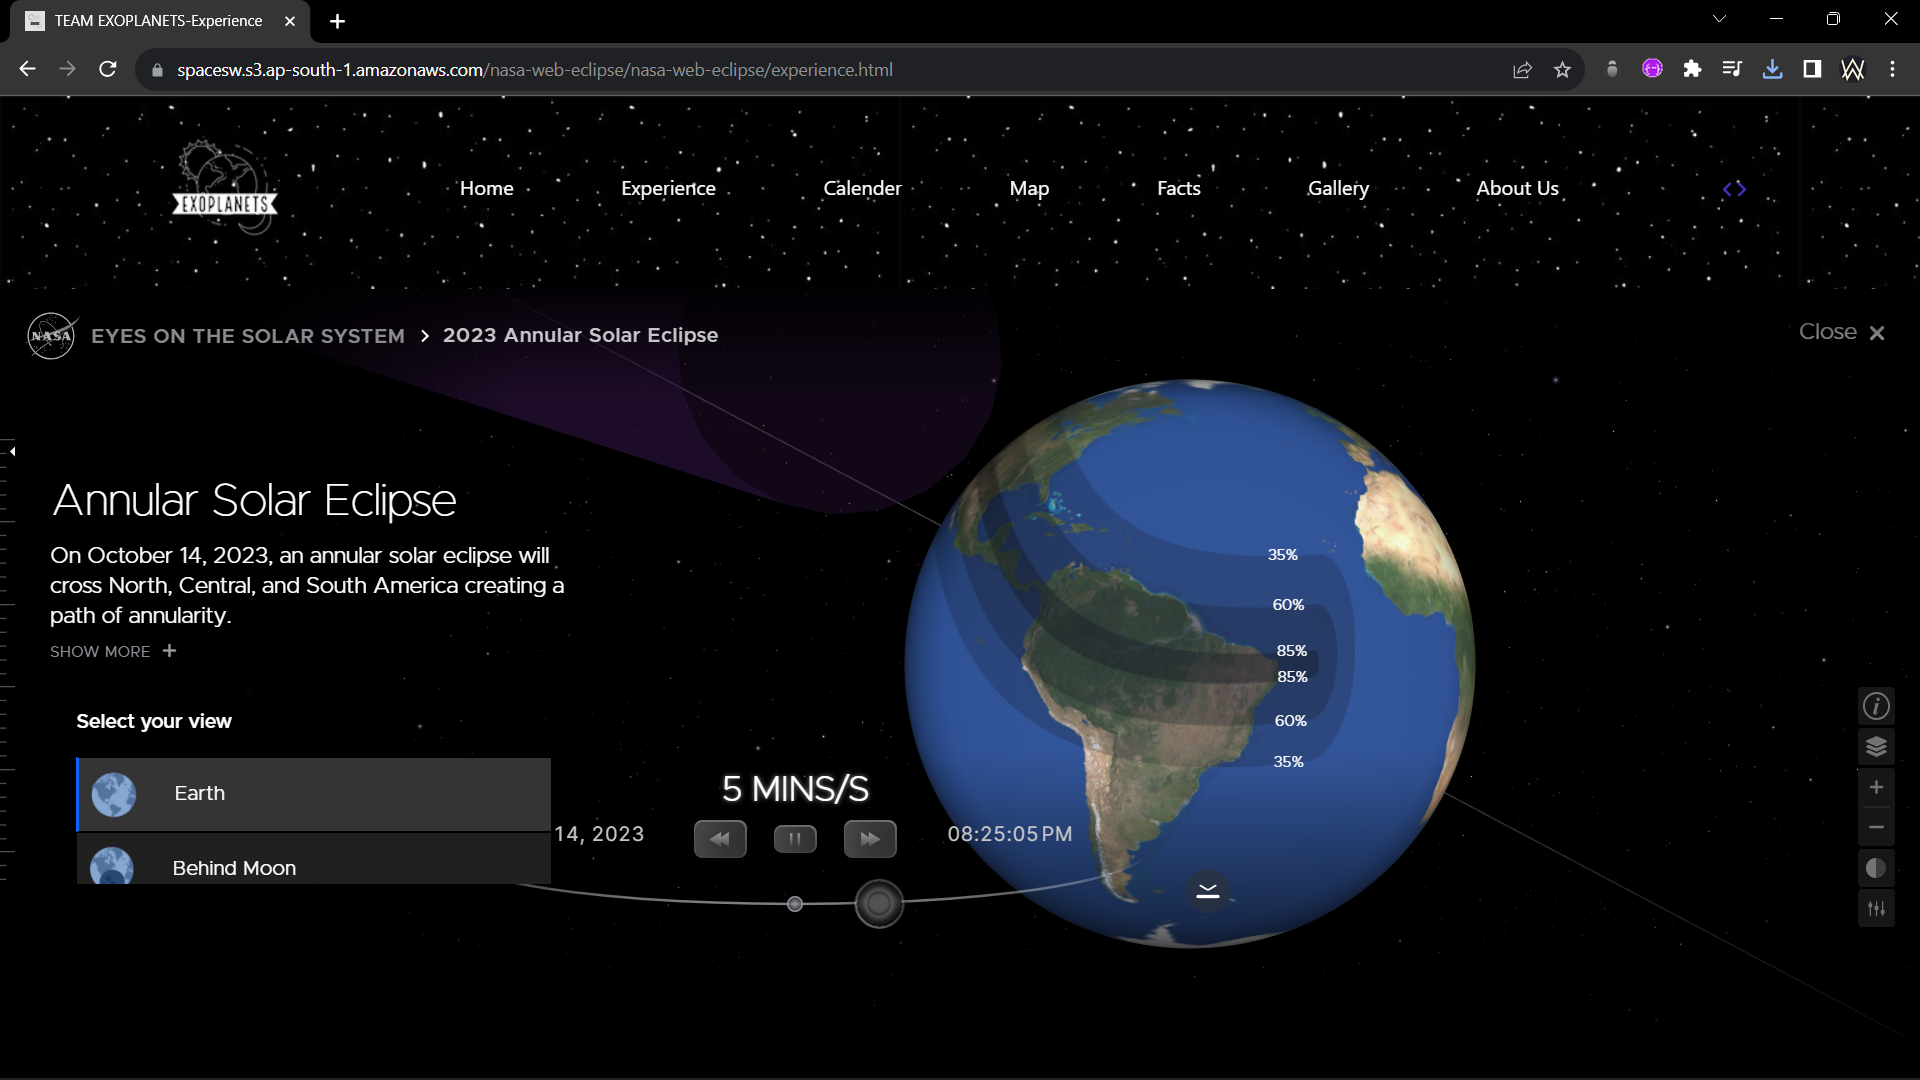 TEAM EXOPLANETS-Experience
spacesw.s3.ap-south-1.amazonaws.com/nasa-web-eclipse/nasa-web-eclipse/experience.html
EXOPLANETS
Home
Experience
Calender
Map
Facts
Gallery
About Us
NASA
EYES ON THE SOLAR SYSTEM
2023 Annular Solar Eclipse
Close
Annular Solar Eclipse
On October 14, 2023, an annular solar eclipse will
cross North, Central, and South America creating a
path of annularity.
SHOW MORE +
Select your view
Earth
Behind Moon
35%
60%
85%
85%
60%
35%
5 MINS/S
14, 2023
08:25:05 PM